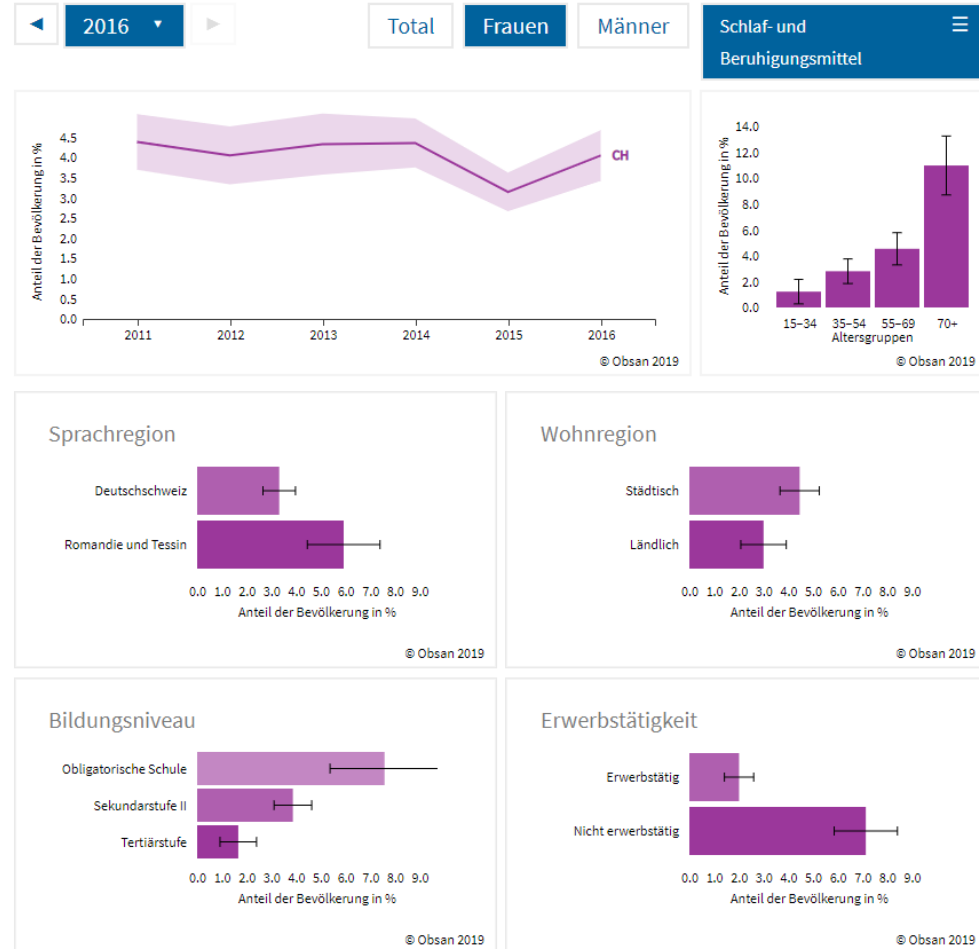 ◄ 2016 ▼ ►
Total Frauen Männer
Schlaf- und ☰
Beruhigungsmittel
Anteil der Bevölkerung in %
4.5
4.0
3.5
3.0
2.5
2.0
1.5
1.0
0.5
0.0
CH
2011 2012 2013 2014 2015 2016
© Obsan 2019
Anteil der Bevölkerung in %
14.0
12.0
10.0
8.0
6.0
4.0
2.0
0.0
15–34 35–54 55–69 70+
Altersgruppen
© Obsan 2019
Sprachregion
Deutschschweiz
Romandie und Tessin
0.0 1.0 2.0 3.0 4.0 5.0 6.0 7.0 8.0 9.0
Anteil der Bevölkerung in %
© Obsan 2019
Wohnregion
Städtisch
Ländlich
0.0 1.0 2.0 3.0 4.0 5.0 6.0 7.0 8.0 9.0
Anteil der Bevölkerung in %
© Obsan 2019
Bildungsniveau
Obligatorische Schule
Sekundarstufe II
Tertiärstufe
0.0 1.0 2.0 3.0 4.0 5.0 6.0 7.0 8.0 9.0
Anteil der Bevölkerung in %
© Obsan 2019
Erwerbstätigkeit
Erwerbstätig
Nicht erwerbstätig
0.0 1.0 2.0 3.0 4.0 5.0 6.0 7.0 8.0 9.0
Anteil der Bevölkerung in %
© Obsan 2019